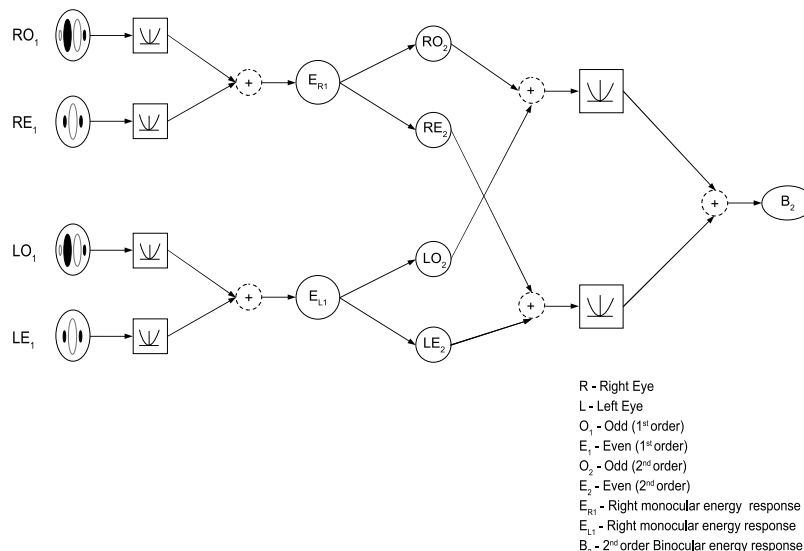 RO1
RE1
LO1
LE1
+
+
ER1
EL1
RO2
RE2
LO2
LE2
+
+
+
B2
R - Right Eye
L - Left Eye
O1 - Odd (1st order)
E1 - Even (1st order)
O2 - Odd (2nd order)
E2 - Even (2nd order)
ER1 - Right monocular energy response
EL1 - Right monocular energy response
B2 - 2nd order Binocular energy response